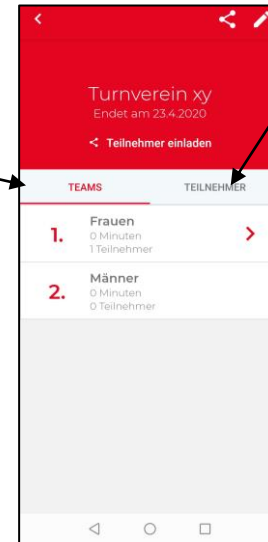 Turnverein xy
Endet am 23.4.2020
Teilnehmer einladen
TEAMS
TEILNEHMER
1.
Frauen
0 Minuten
1 Teilnehmer
2.
Männer
0 Minuten
0 Teilnehmer